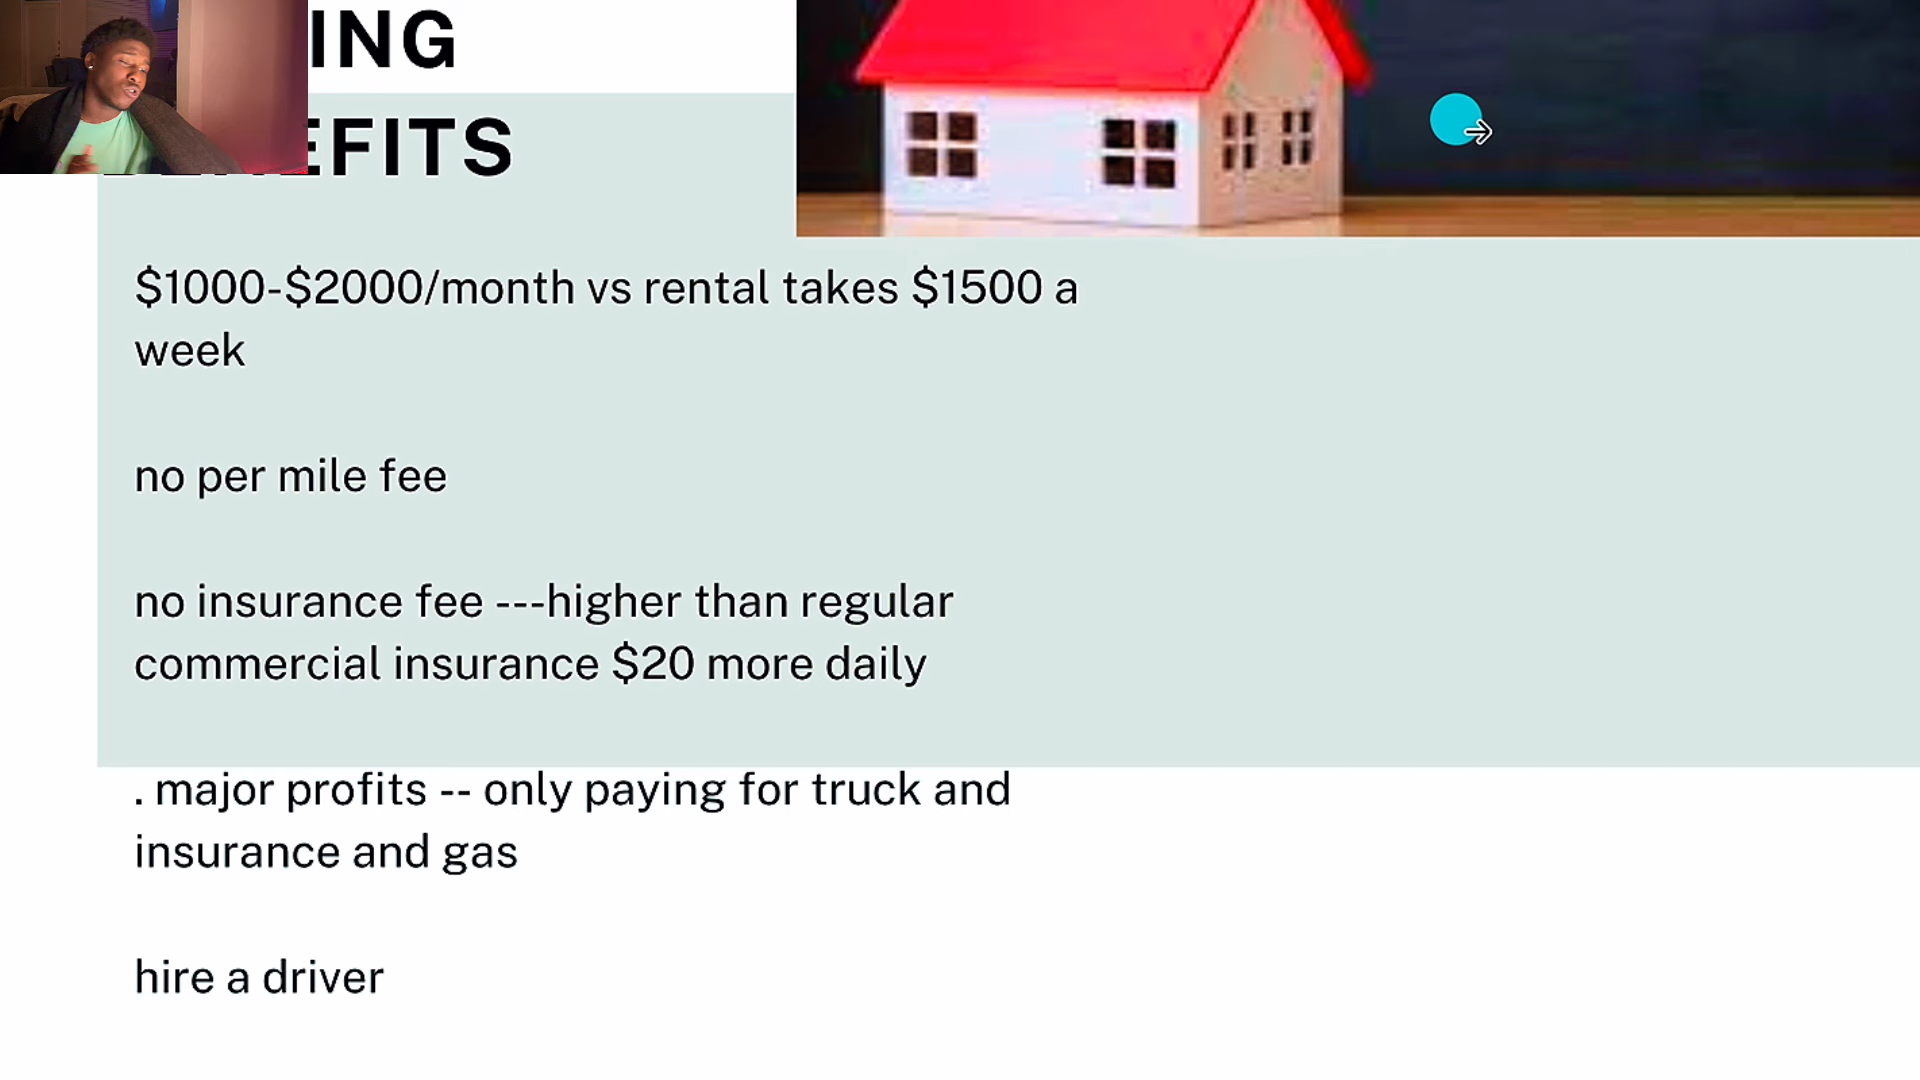 ING
EFITS
$1000-$2000/month vs rental takes $1500 a
week
no per mile fee
no insurance fee ---higher than regular
commercial insurance $20 more daily
. major profits -- only paying for truck and
insurance and gas
hire a driver